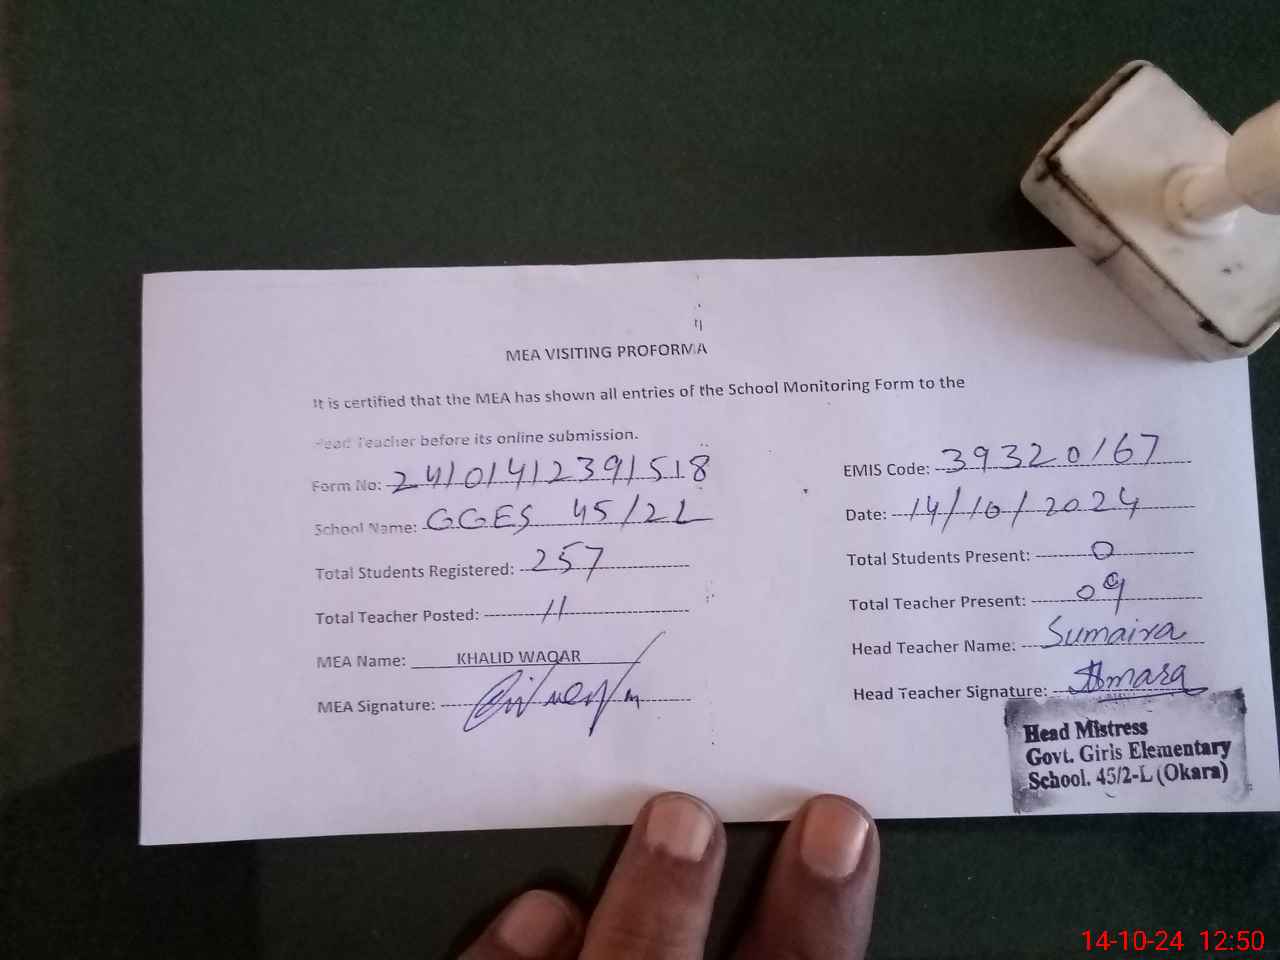 MEA VISITING PROFORMA
It is certified that the MEA has shown all entries of the School Monitoring Form to the
Head Teacher before its online submission.
Form No: 24101412391518
EMIS Code: 39320167
School Name: GGES 45/2L
Date: 14/10/2024
Total Students Registered: 257
Total Students Present: 0
Total Teacher Posted: 11
Total Teacher Present: 09
MEA Name: KHALID WAQAR
Head Teacher Name: Sumaira
MEA Signature:
Head Teacher Signature:
Head Mistress
Govt. Girls Elementary
School. 45/2-L (Okara)
14-10-24 12:50